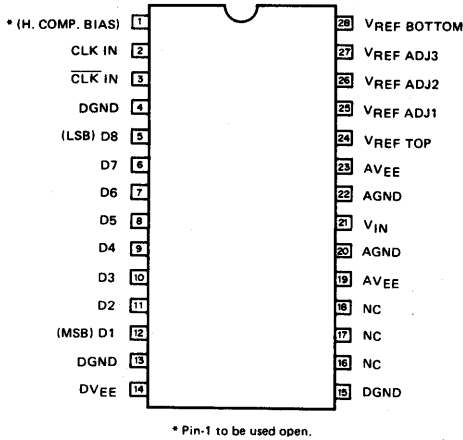 * (H. COMP. BIAS) 1 28 VREF BOTTOM
CLK IN 2 27 VREF ADJ3
CLK IN 3 26 VREF ADJ2
DGND 4 25 VREF ADJ1
(LSB) D8 5 24 VREF TOP
D7 6 23 AVEE
D6 7 22 AGND
D5 8 21 VIN
D4 9 20 AGND
D3 10 19 AVEE
D2 11 18 NC
(MSB) D1 12 17 NC
DGND 13 16 NC
DVEE 14 15 DGND
* Pin-1 to be used open.